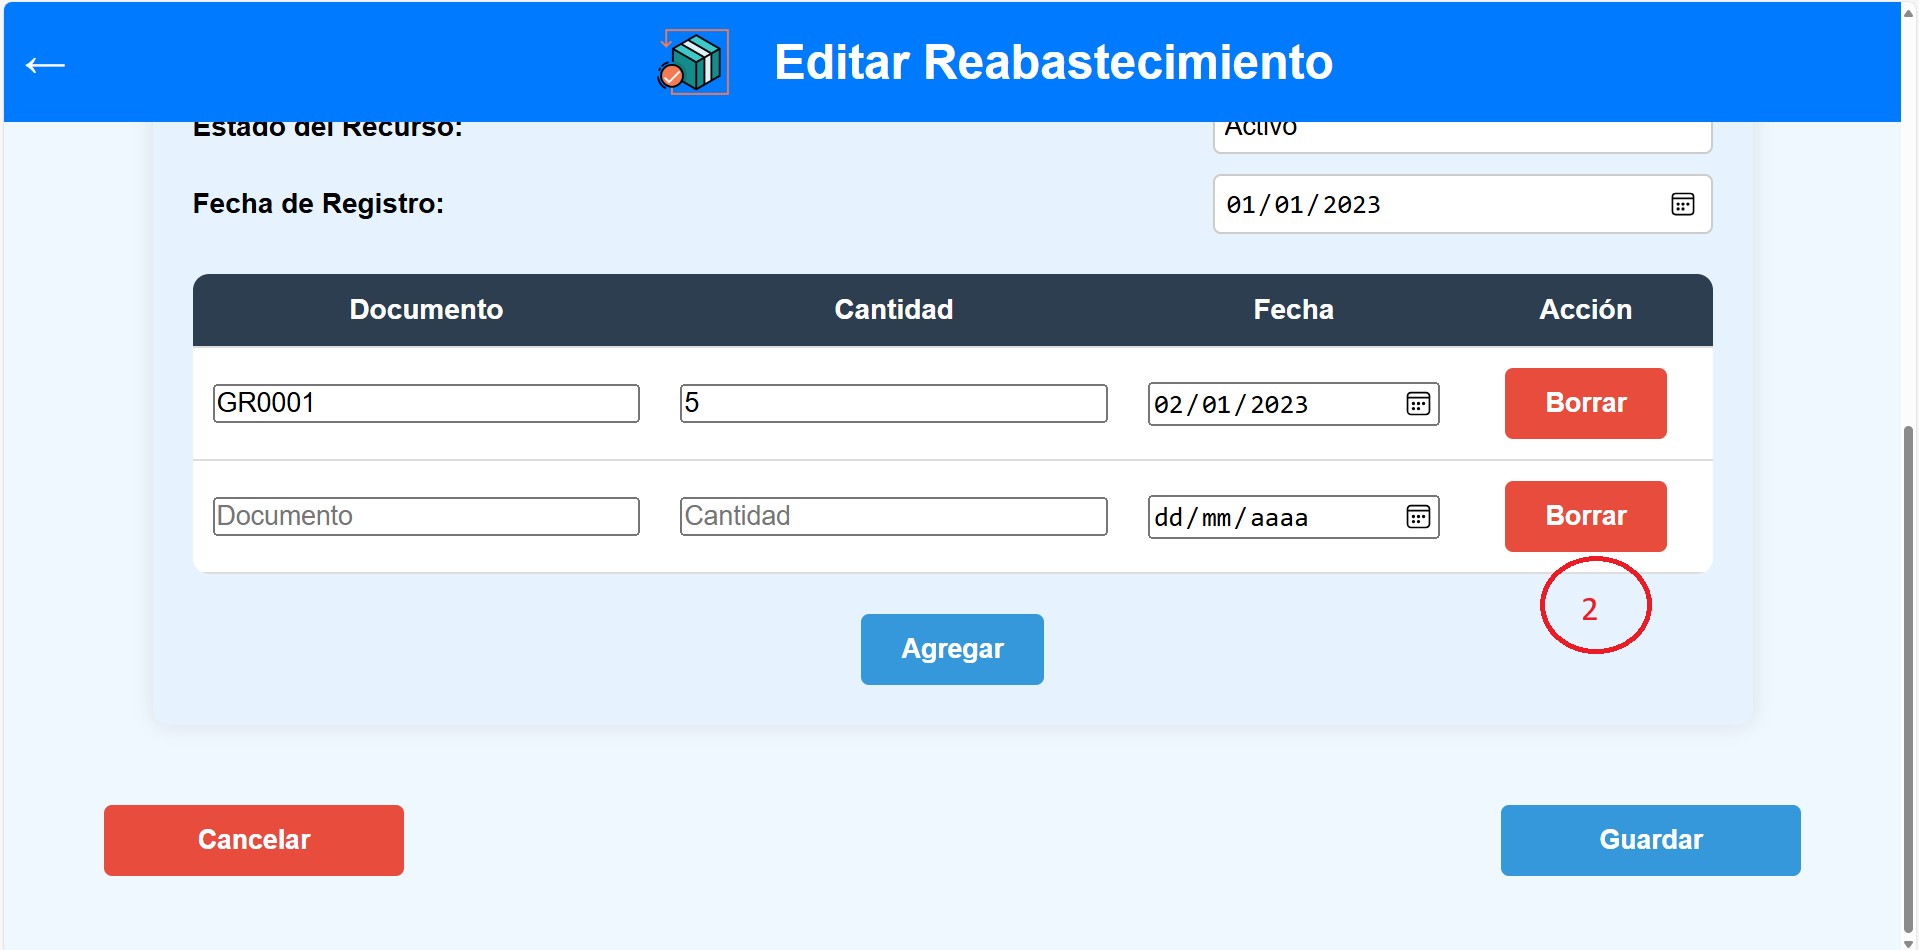 ← Editar Reabastecimiento
Estado del Recurso: Activo
Fecha de Registro: 01/01/2023
Documento Cantidad Fecha Acción
GR0001 5 02/01/2023 Borrar
Documento Cantidad dd/mm/aaaa Borrar
2
Agregar
Cancelar Guardar